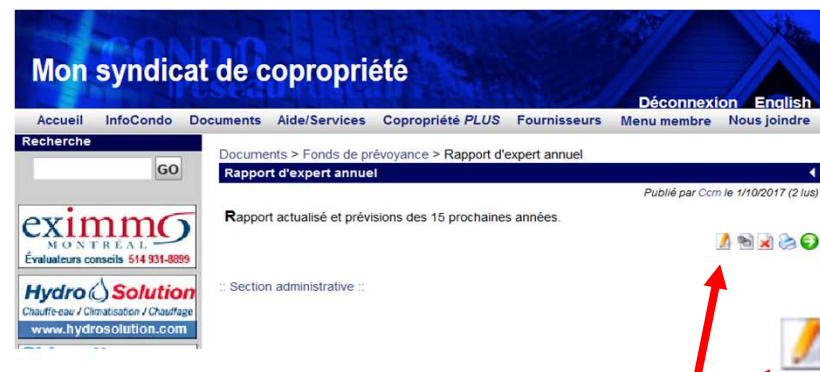 Mon syndicat de copropriété
Déconnexion English
Accueil InfoCondo Documents Aide/Services Copropriété PLUS Fournisseurs Menu membre Nous joindre
Recherche
GO
Documents > Fonds de prévoyance > Rapport d'expert annuel
Rapport d'expert annuel
Publié par Ccm le 1/10/2017 (2 lus)
Rapport actualisé et prévisions des 15 prochaines années.
:: Section administrative ::
eximmo
MONTRÉAL
Évaluateurs conseils 514 931-8899
Hydro Solution
Chauffe-eau / Climatisation / Chauffage
www.hydrosolution.com